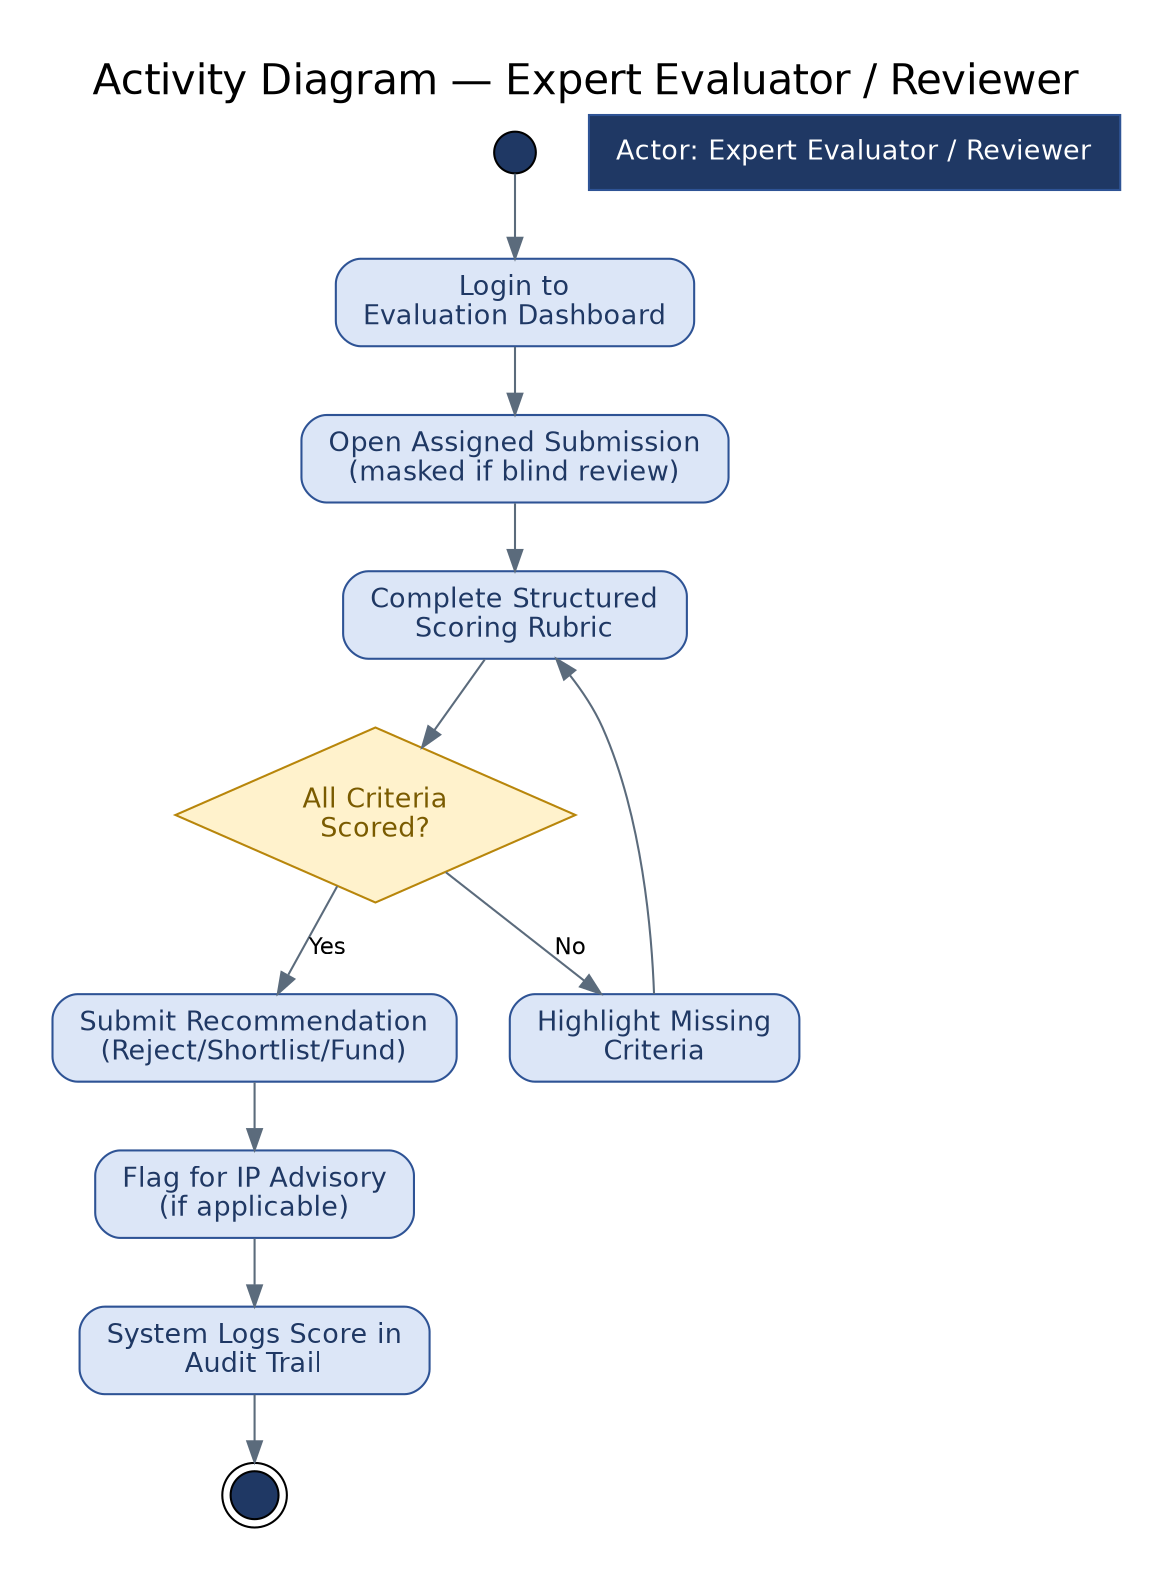 Activity Diagram — Expert Evaluator / Reviewer
Actor: Expert Evaluator / Reviewer
Login to
Evaluation Dashboard
Open Assigned Submission
(masked if blind review)
Complete Structured
Scoring Rubric
All Criteria
Scored?
Yes
No
Submit Recommendation
(Reject/Shortlist/Fund)
Highlight Missing
Criteria
Flag for IP Advisory
(if applicable)
System Logs Score in
Audit Trail